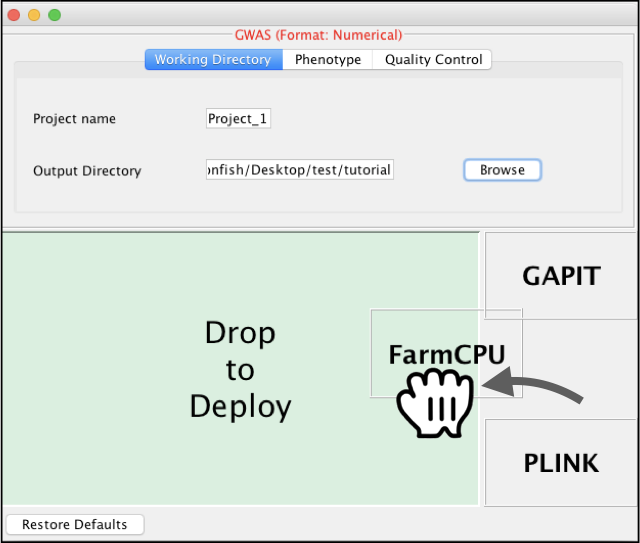 GWAS (Format: Numerical)
Working Directory Phenotype Quality Control
Project name Project_1
Output Directory onfish/Desktop/test/tutorial Browse
GAPIT
Drop
to
Deploy
FarmCPU
PLINK
Restore Defaults